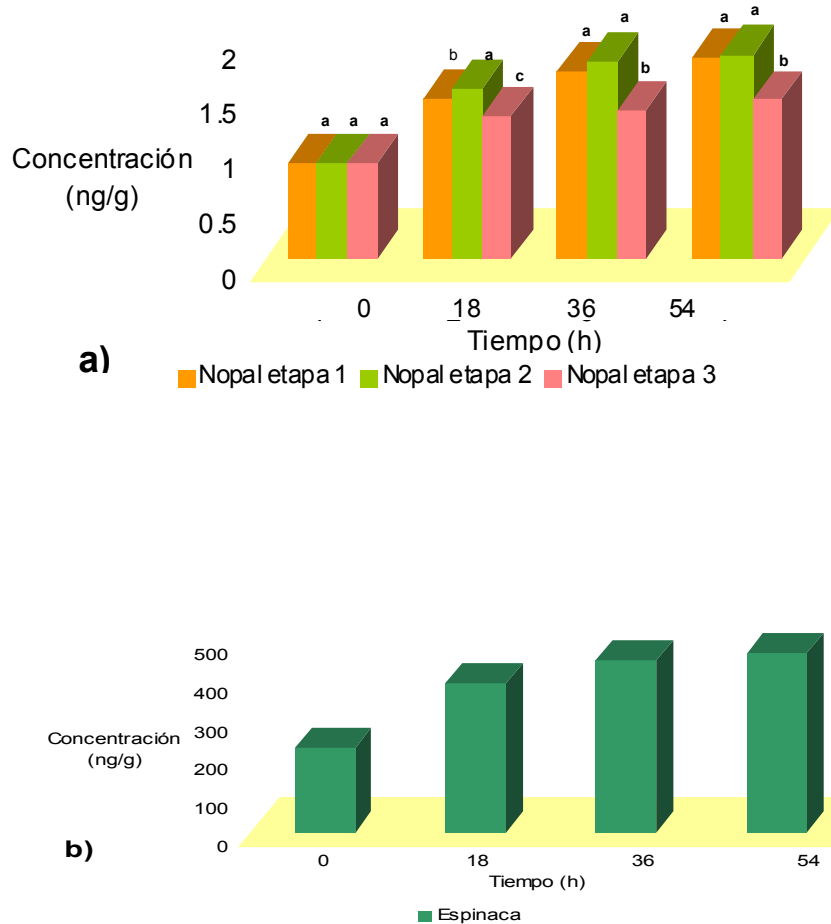 a a
b a a
2
c b b
1.5
a a a
Concentración
1
(ng/g)
0.5
0
0 18 36 54
Tiempo (h)
a)
Nopal etapa 1 Nopal etapa 2 Nopal etapa 3
500
400
300
Concentración
(ng/g)
200
100
0
b)
0 18 36 54
Tiempo (h)
Espinaca